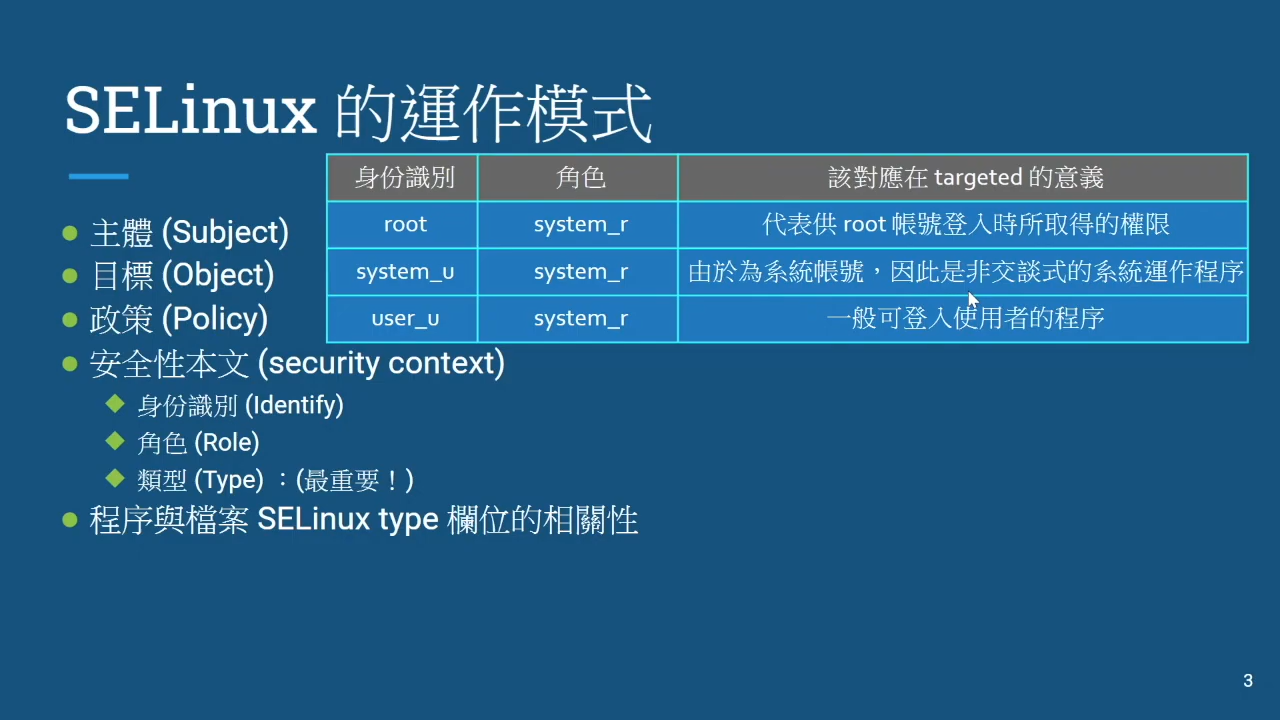 SELinux 的運作模式
身份識別 角色 該對應在 targeted 的意義
root system_r 代表供 root 帳號登入時所取得的權限
system_u system_r 由於為系統帳號，因此是非交談式的系統運作程序
user_u system_r 一般可登入使用者的程序
主體 (Subject)
目標 (Object)
政策 (Policy)
安全性本文 (security context)
身份識別 (Identify)
角色 (Role)
類型 (Type) ：(最重要！)
程序與檔案 SELinux type 欄位的相關性
3